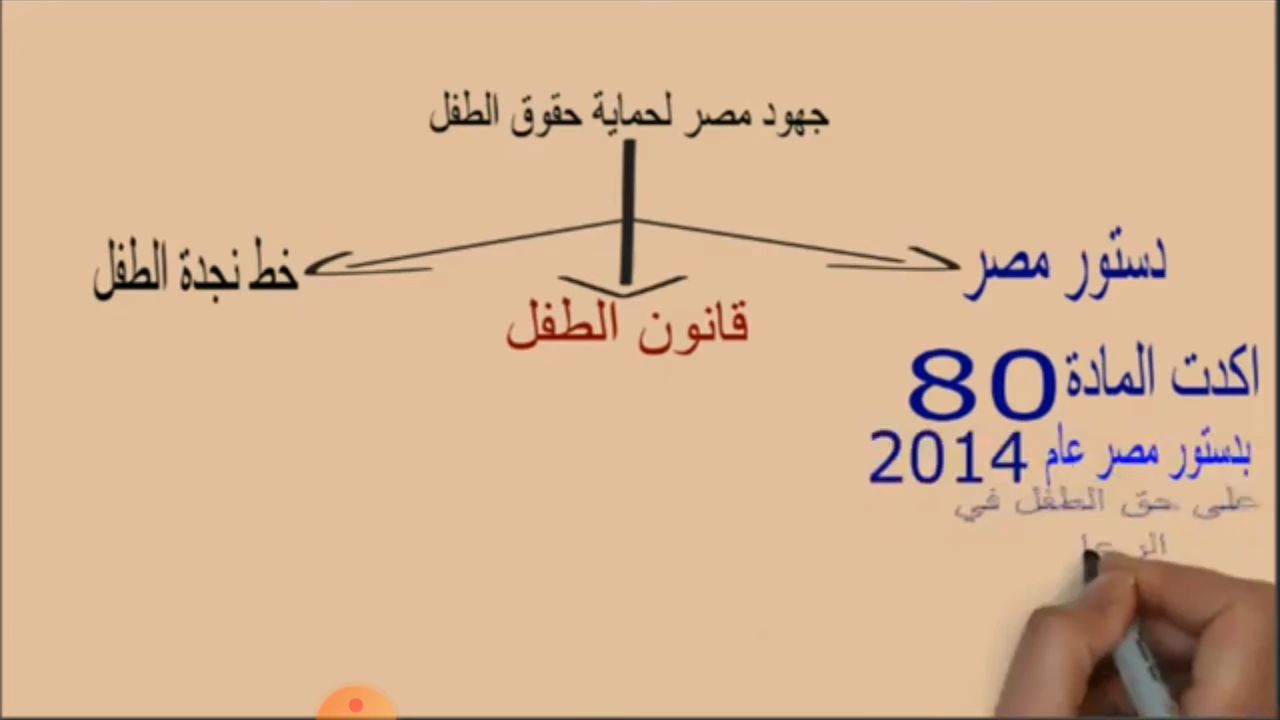 جهود مصر لحماية حقوق الطفل
دستور مصر
اكدت المادة 80
بدستور مصر عام 2014
على حق الطفل في
قانون الطفل
خط نجدة الطفل